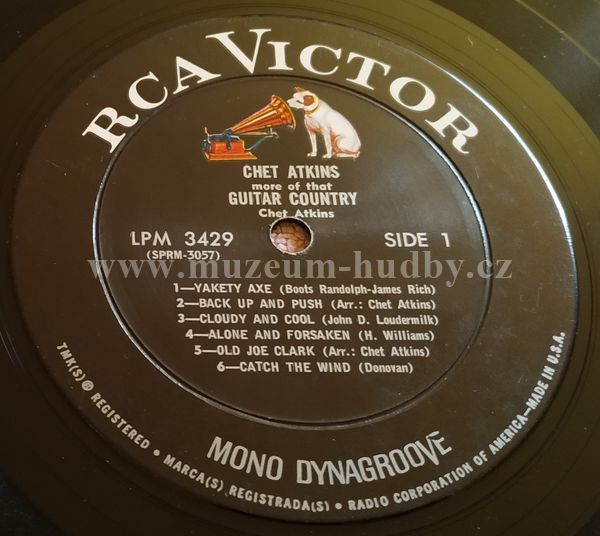 RCA VICTOR
CHET ATKINS
more of that
GUITAR COUNTRY
Chet Atkins
LPM 3429
(SPRM-3057)
SIDE 1
www.muzeum-hudby.cz
1—YAKETY AXE (Boots Randolph-James Rich)
2—BACK UP AND PUSH (Arr.: Chet Atkins)
3—CLOUDY AND COOL (John D. Loudermilk)
4—ALONE AND FORSAKEN (H. Williams)
5—OLD JOE CLARK (Arr.: Chet Atkins)
6—CATCH THE WIND (Donovan)
MONO DYNAGROOVE
TMK(S) ® REGISTERED • MARCA(S) REGISTRADA(S) • RADIO CORPORATION OF AMERICA—MADE IN U.S.A.